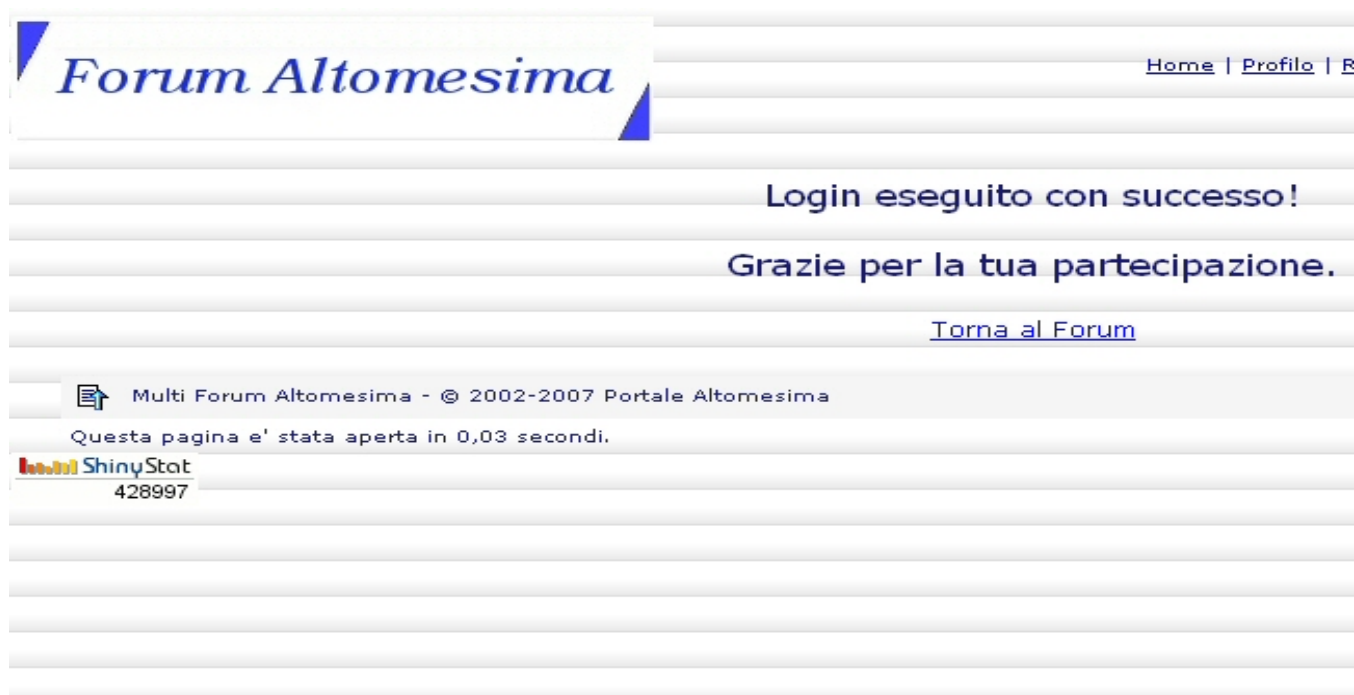 Forum Altomesima
Home | Profilo |
Login eseguito con successo!
Grazie per la tua partecipazione.
Torna al Forum
Multi Forum Altomesima - © 2002-2007 Portale Altomesima
Questa pagina e' stata aperta in 0,03 secondi.
ShinyStat
428997